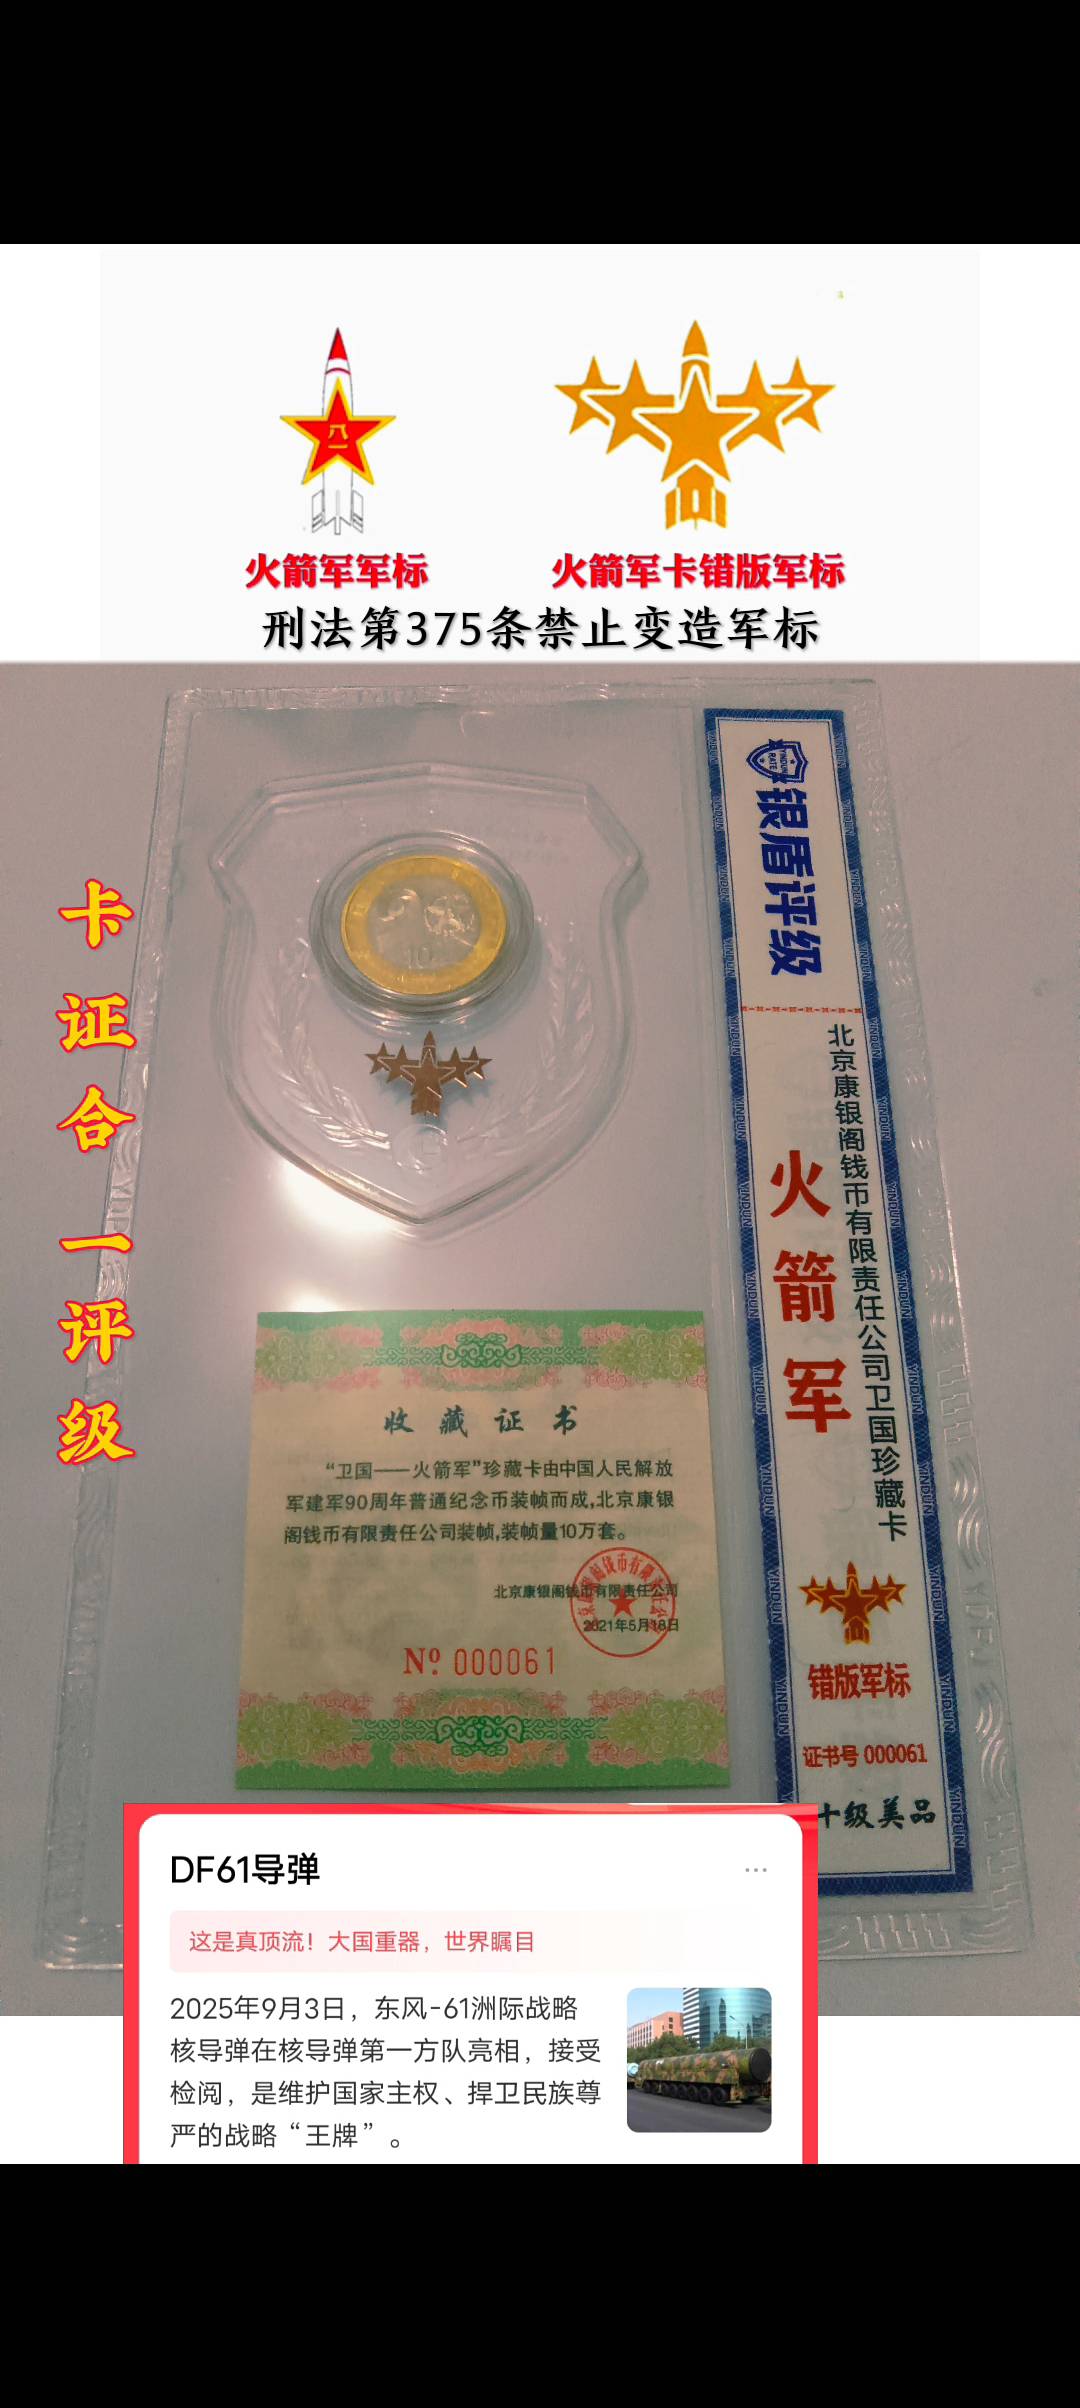 八一
火箭军军标
火箭军卡错版军标
刑法第375条禁止变造军标
卡证合一评级
10
YINDUN
RATE
银盾评级
北京康银阁钱币有限责任公司卫国珍藏卡
火箭军
错版军标
证书号 000061
十级美品
收藏证书
“卫国——火箭军”珍藏卡由中国人民解放
军建军90周年普通纪念币装帧而成,北京康银
阁钱币有限责任公司装帧,装帧量10万套。
北京康银阁钱币有限责任公司
2021年5月18日
Nº 000061
DF61导弹
这是真顶流！大国重器，世界瞩目
2025年9月3日，东风-61洲际战略
核导弹在核导弹第一方队亮相，接受
检阅，是维护国家主权、捍卫民族尊
严的战略“王牌”。